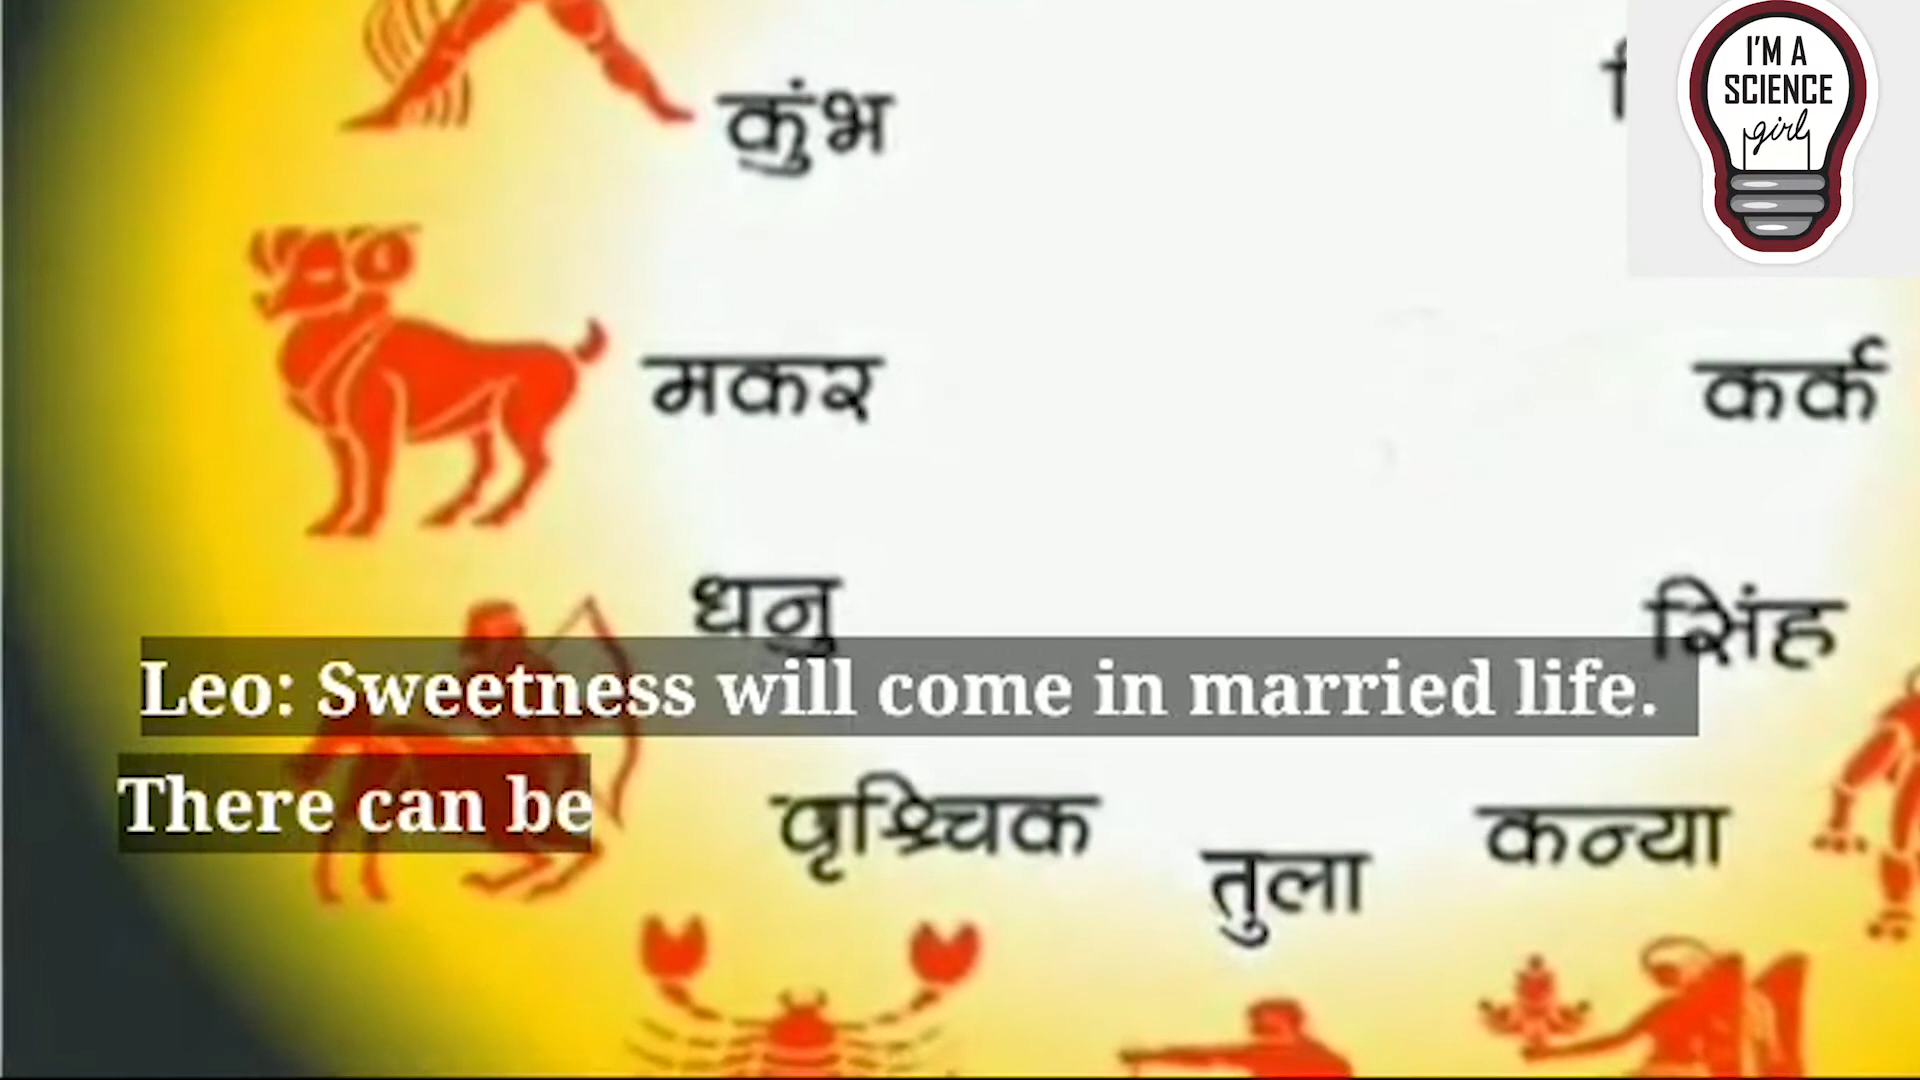 I'M A
SCIENCE
girl
कुंभ
मकर
कर्क
धनु
सिंह
Leo: Sweetness will come in married life.
There can be
वृश्चिक
कन्या
तुला